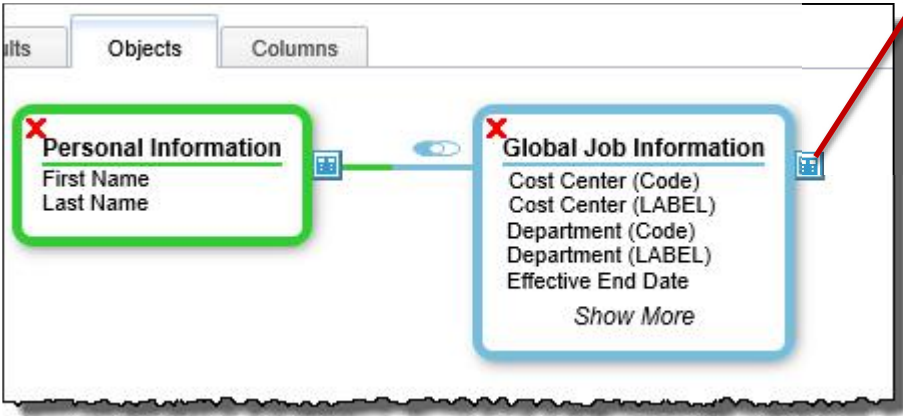 Objects
Columns
Personal Information
First Name
Last Name
Global Job Information
Cost Center (Code)
Cost Center (LABEL)
Department (Code)
Department (LABEL)
Effective End Date
Show More